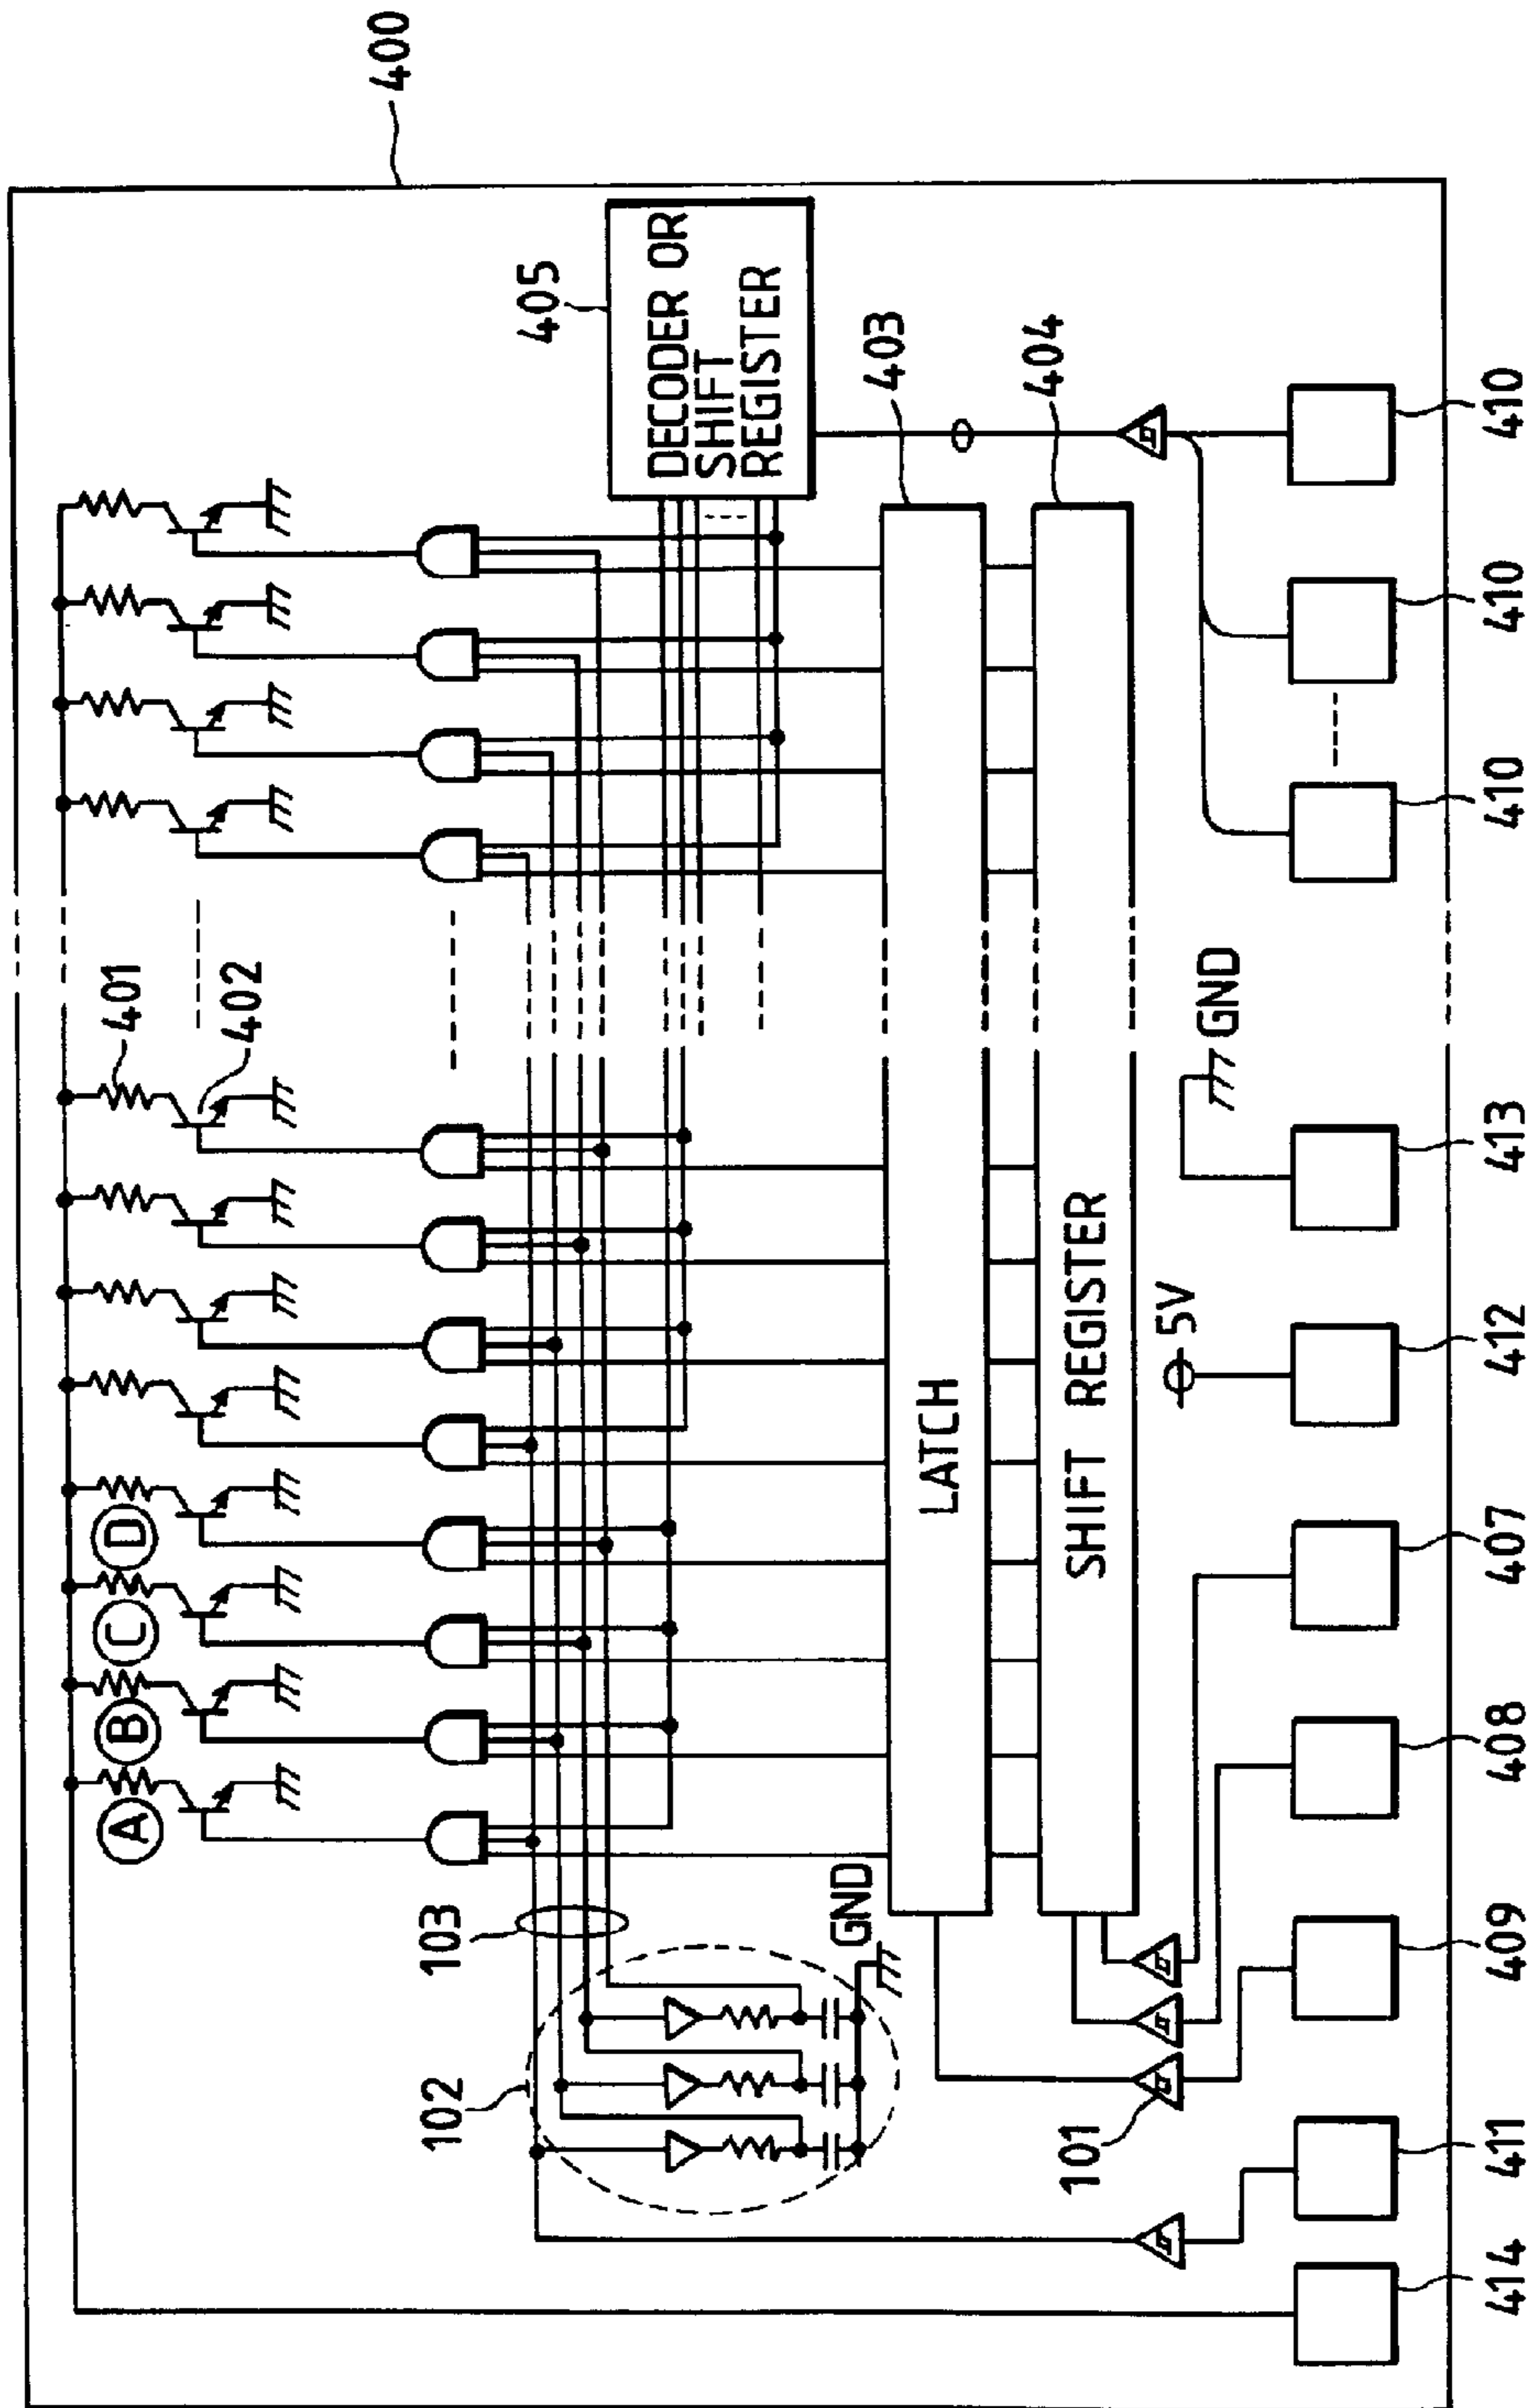 400
401
402
A
B
C
D
405
DECODER OR
SHIFT
REGISTER
103
102
GND
403
LATCH
404
SHIFT REGISTER
101
5V
GND
414
411
409
408
407
412
413
410
410
410